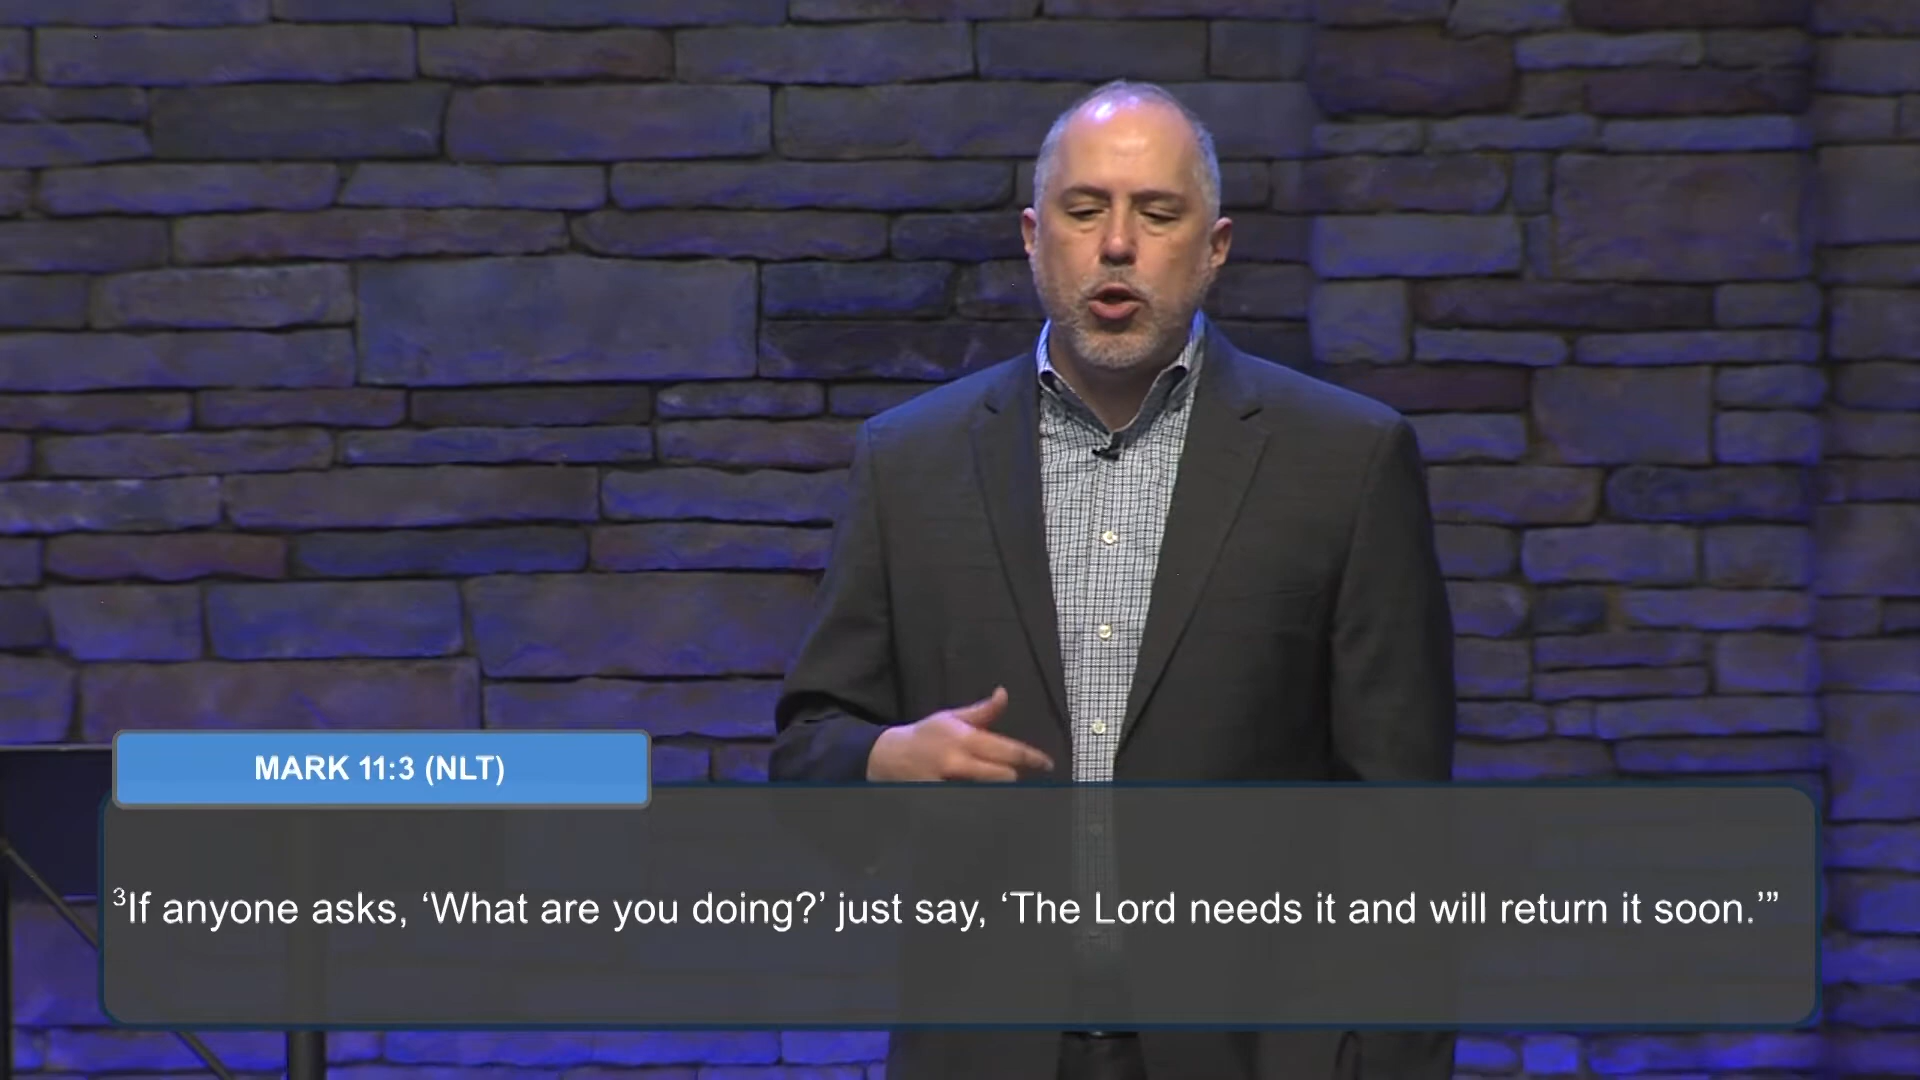 MARK 11:3 (NLT)
³If anyone asks, ‘What are you doing?’ just say, ‘The Lord needs it and will return it soon.’”